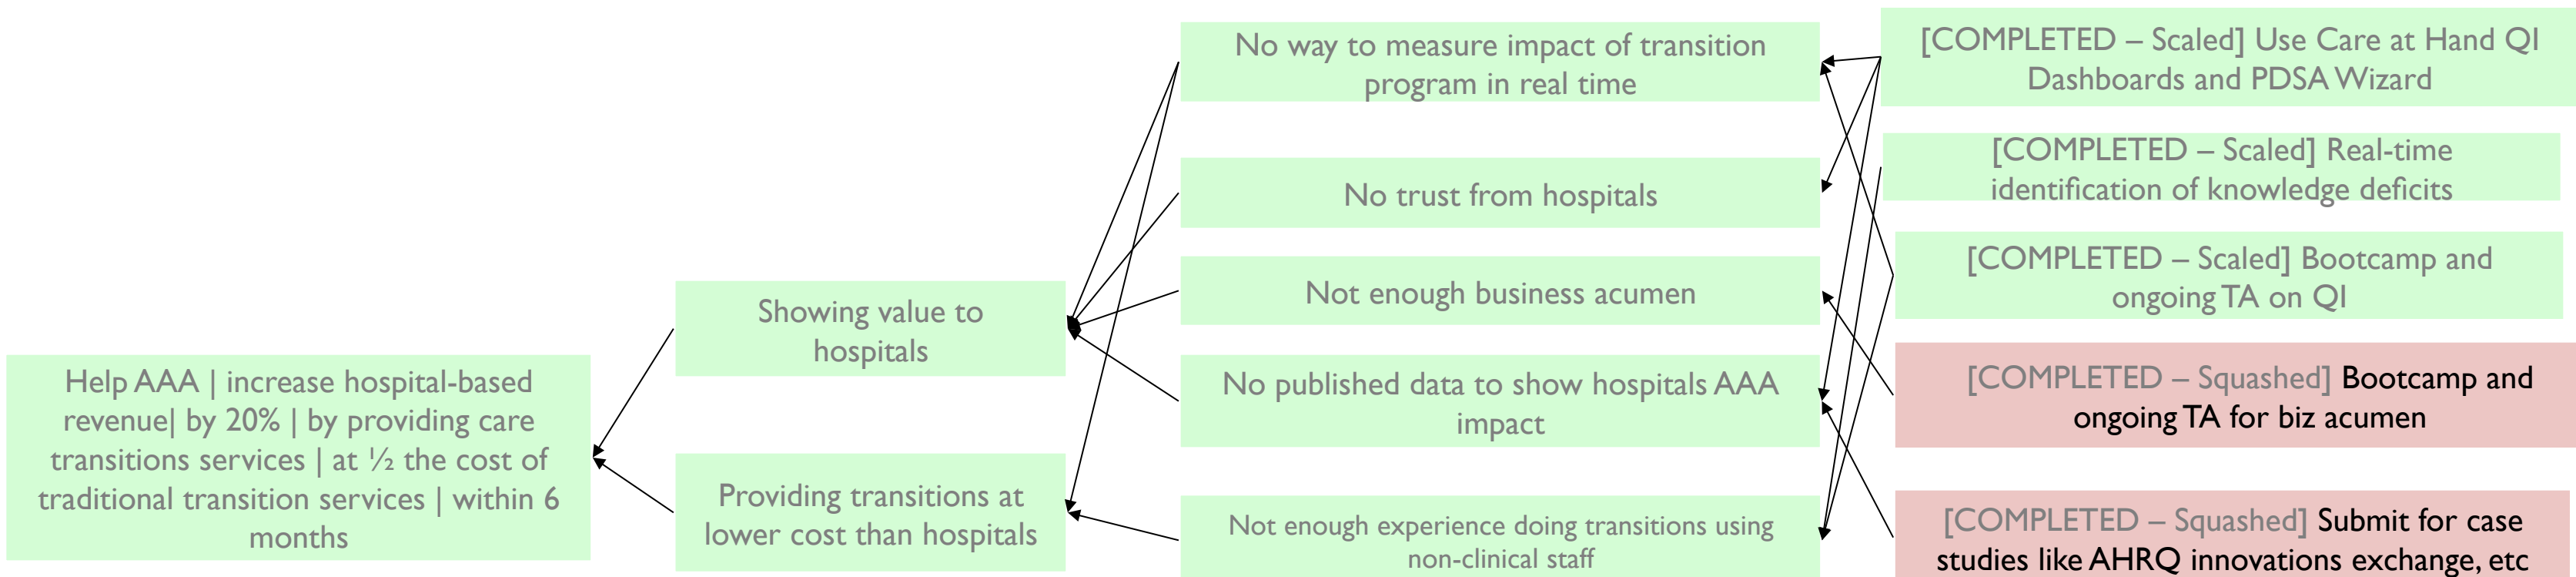 Help AAA | increase hospital-based
revenue| by 20% | by providing care
transitions services | at ½ the cost of
traditional transition services | within 6
months
Showing value to
hospitals
Providing transitions at
lower cost than hospitals
No way to measure impact of transition
program in real time
No trust from hospitals
Not enough business acumen
No published data to show hospitals AAA
impact
Not enough experience doing transitions using
non-clinical staff
[COMPLETED – Scaled] Use Care at Hand QI
Dashboards and PDSA Wizard
[COMPLETED – Scaled] Real-time
identification of knowledge deficits
[COMPLETED – Scaled] Bootcamp and
ongoing TA on QI
[COMPLETED – Squashed] Bootcamp and
ongoing TA for biz acumen
[COMPLETED – Squashed] Submit for case
studies like AHRQ innovations exchange, etc